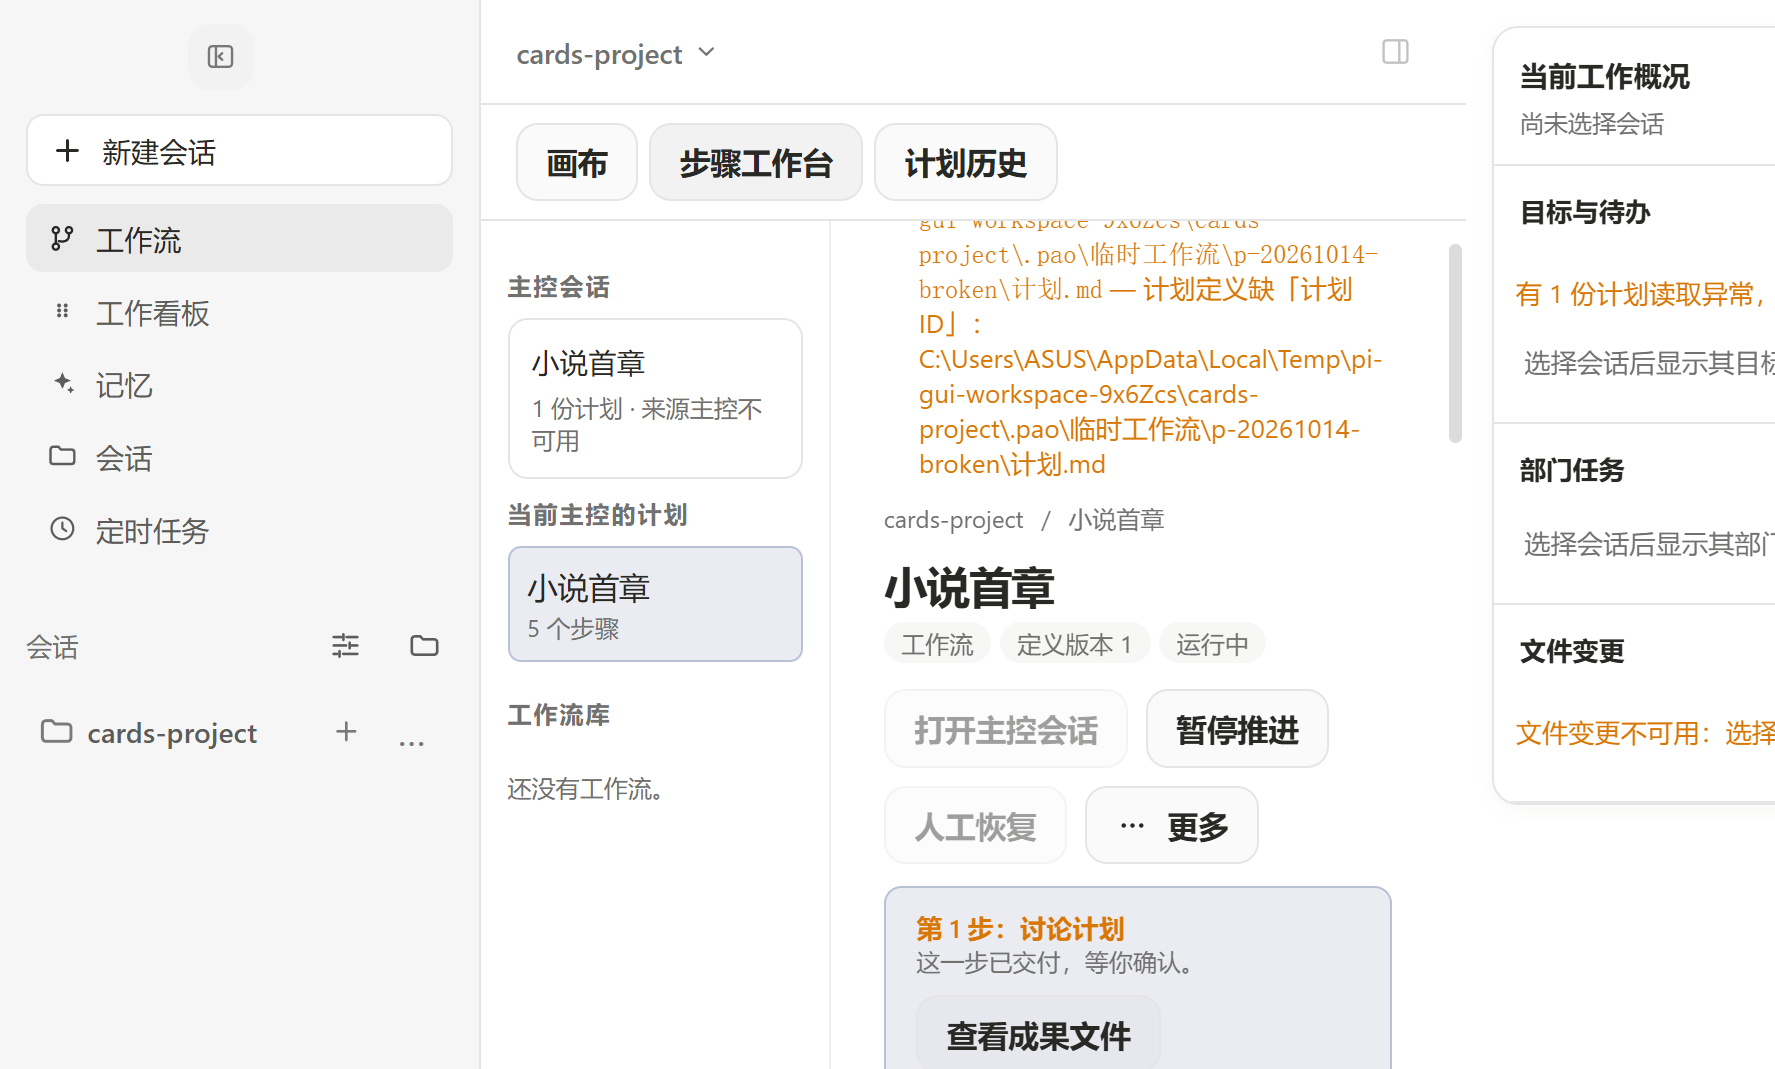 新建会话
工作流
工作看板
记忆
会话
定时任务
会话
cards-project
...
cards-project
画布
步骤工作台
计划历史
主控会话
小说首章
1 份计划 · 来源主控不
可用
当前主控的计划
小说首章
5 个步骤
工作流库
还没有工作流。
gui-workspace-9x6Zcs\cards-
project\.pao\临时工作流\p-20261014-
broken\计划.md — 计划定义缺「计划
ID」:
C:\Users\ASUS\AppData\Local\Temp\pi-
gui-workspace-9x6Zcs\cards-
project\.pao\临时工作流\p-20261014-
broken\计划.md
cards-project / 小说首章
小说首章
工作流
定义版本 1
运行中
打开主控会话
暂停推进
人工恢复
··· 更多
第 1 步：讨论计划
这一步已交付，等你确认。
查看成果文件
当前工作概况
尚未选择会话
目标与待办
有 1 份计划读取异常，
选择会话后显示其目标
部门任务
选择会话后显示其部门
文件变更
文件变更不可用：选择